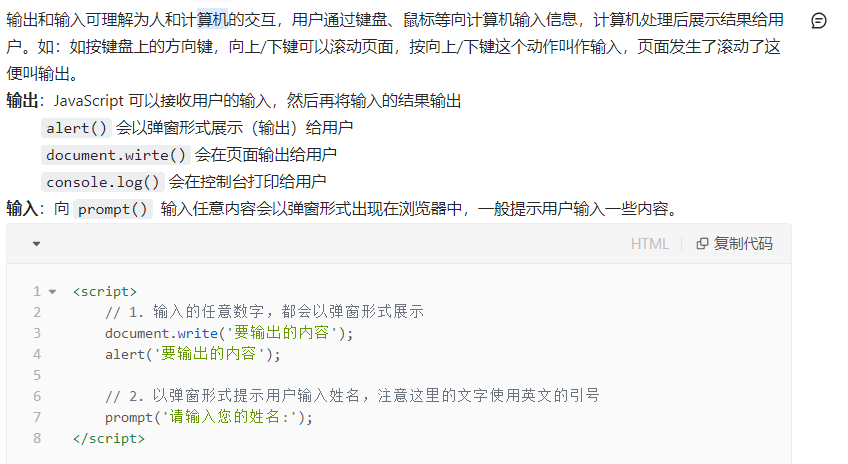 输出和输入可理解为人和计算机的交互，用户通过键盘、鼠标等向计算机输入信息，计算机处理后展示结果给用
户。如：如按键盘上的方向键，向上/下键可以滚动页面，按向上/下键这个动作叫作输入，页面发生了滚动了这
便叫输出。
输出：JavaScript 可以接收用户的输入，然后再将输入的结果输出
alert() 会以弹窗形式展示（输出）给用户
document.wirte() 会在页面输出给用户
console.log() 会在控制台打印给用户
输入：向 prompt() 输入任意内容会以弹窗形式出现在浏览器中，一般提示用户输入一些内容。
HTML 复制代码
1 <script>
2 // 1. 输入的任意数字，都会以弹窗形式展示
3 document.write('要输出的内容');
4 alert('要输出的内容');
5
6 // 2. 以弹窗形式提示用户输入姓名，注意这里的文字使用英文的引号
7 prompt('请输入您的姓名:');
8 </script>